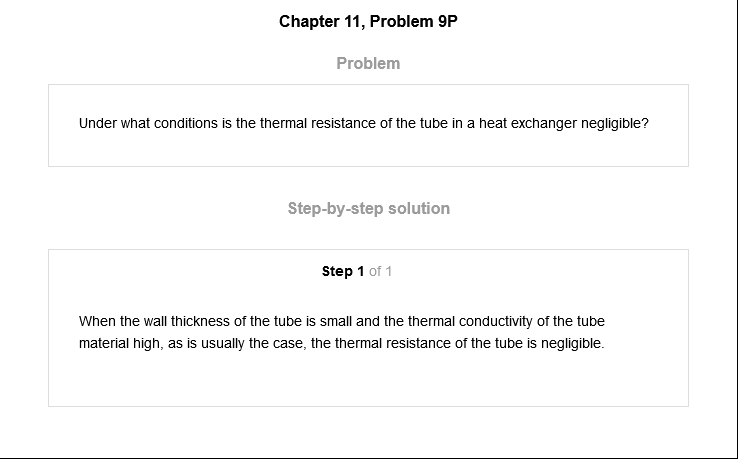 Chapter 11, Problem 9P
Problem
Under what conditions is the thermal resistance of the tube in a heat exchanger negligible?
Step-by-step solution
Step 1 of 1
When the wall thickness of the tube is small and the thermal conductivity of the tube
material high, as is usually the case, the thermal resistance of the tube is negligible.